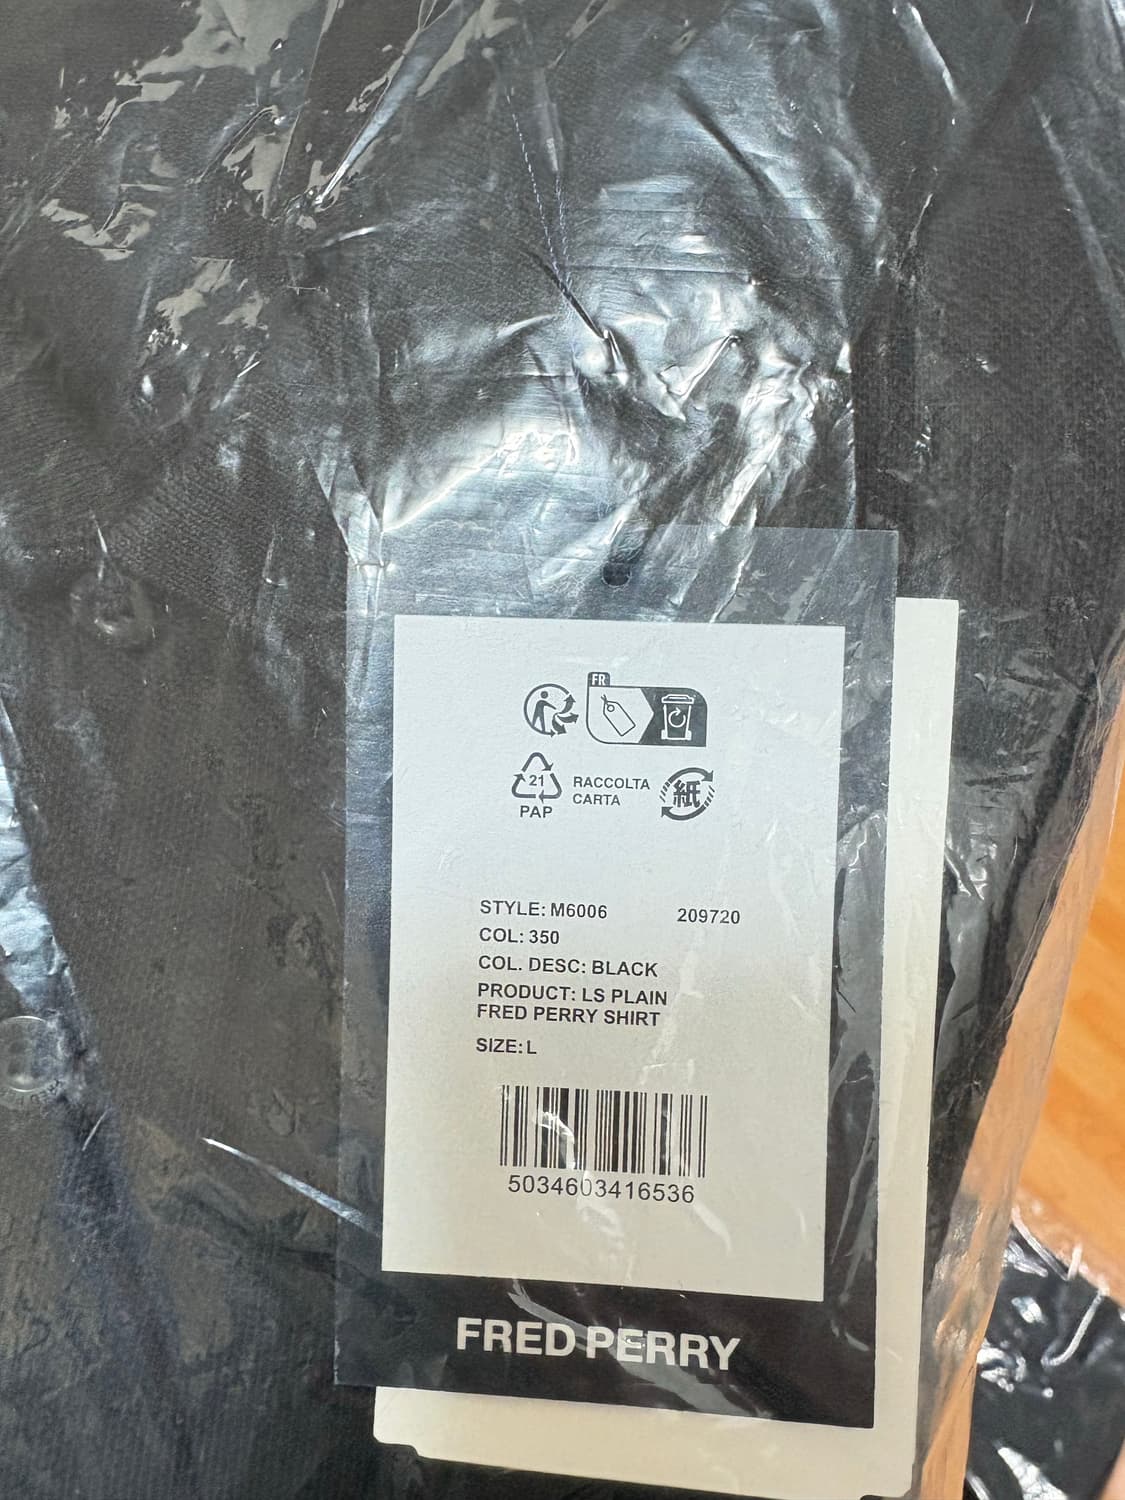 FR
21
PAP
RACCOLTA
CARTA
紙
STYLE: M6006 209720
COL: 350
COL. DESC: BLACK
PRODUCT: LS PLAIN
FRED PERRY SHIRT
SIZE: L
5034603416536
FRED PERRY